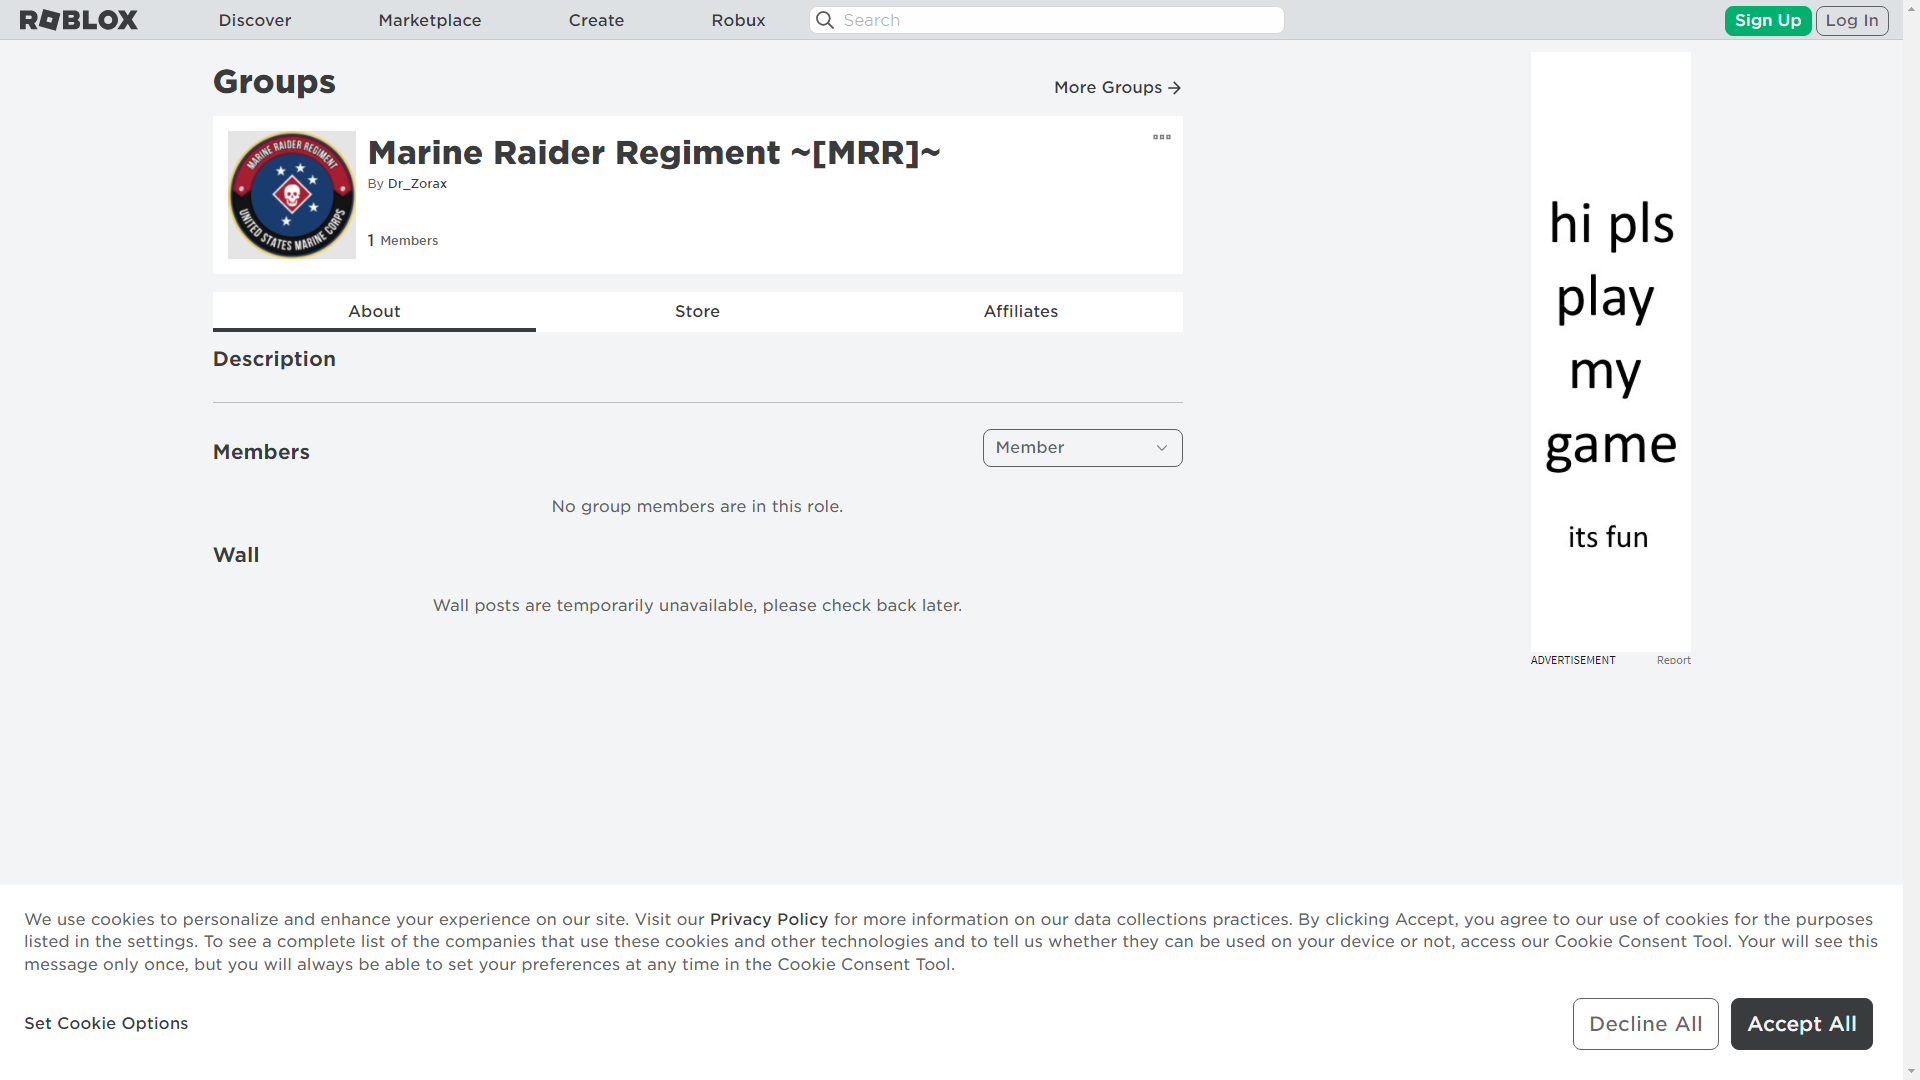 ROBLOX
Discover
Marketplace
Create
Robux
Search
Sign Up
Log In
Groups
More Groups
MARINE RAIDER REGIMENT
UNITED STATES MARINE CORPS
Marine Raider Regiment ~[MRR]~
By Dr_Zorax
1 Members
About
Store
Affiliates
Description
Members
Member
No group members are in this role.
Wall
Wall posts are temporarily unavailable, please check back later.
hi pls
play
my
game
its fun
ADVERTISEMENT
Report
We use cookies to personalize and enhance your experience on our site. Visit our Privacy Policy for more information on our data collections practices. By clicking Accept, you agree to our use of cookies for the purposes
listed in the settings. To see a complete list of the companies that use these cookies and other technologies and to tell us whether they can be used on your device or not, access our Cookie Consent Tool. Your will see this
message only once, but you will always be able to set your preferences at any time in the Cookie Consent Tool.
Set Cookie Options
Decline All
Accept All